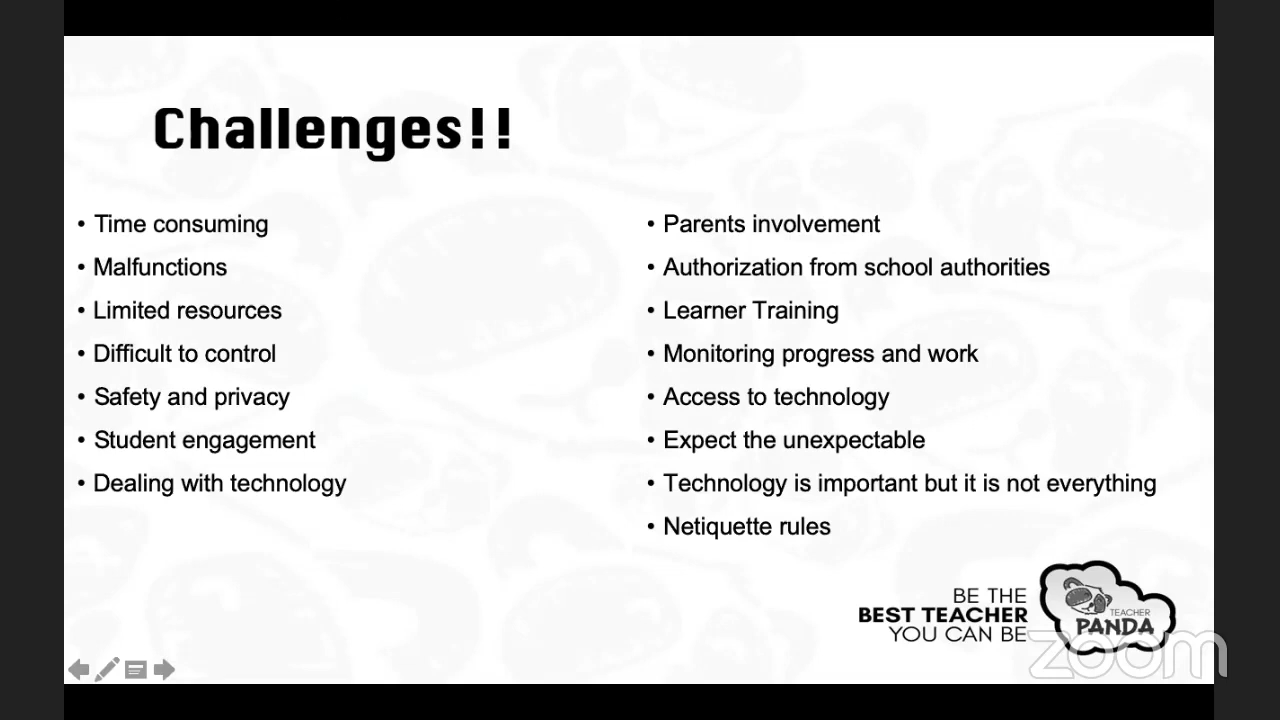 Challenges!!
• Time consuming
• Malfunctions
• Limited resources
• Difficult to control
• Safety and privacy
• Student engagement
• Dealing with technology
• Parents involvement
• Authorization from school authorities
• Learner Training
• Monitoring progress and work
• Access to technology
• Expect the unexpectable
• Technology is important but it is not everything
• Netiquette rules
BE THE
BEST TEACHER
YOU CAN BE
TEACHER
PANDA
zoom